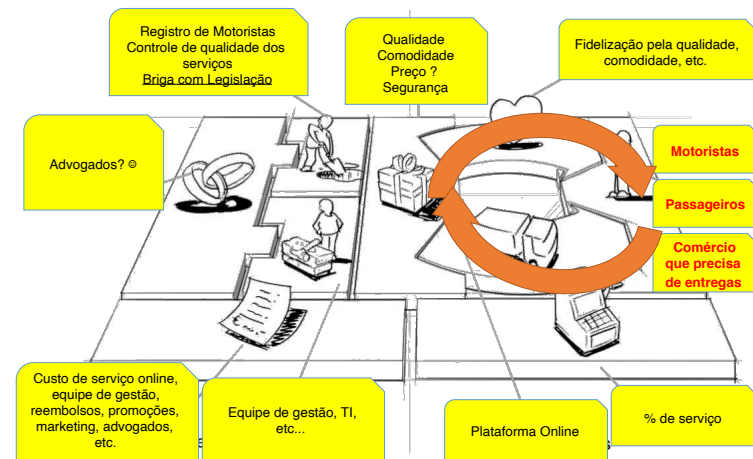 Registro de Motoristas
Controle de qualidade dos
serviços
Briga com Legislação
Qualidade
Comodidade
Preço ?
Segurança
Fidelização pela qualidade,
comodidade, etc.
Advogados? ☺
Motoristas
Passageiros
Comércio
que precisa
de entregas
Custo de serviço online,
equipe de gestão,
reembolsos, promoções,
marketing, advogados,
etc.
Equipe de gestão, TI,
etc...
Plataforma Online
% de serviço